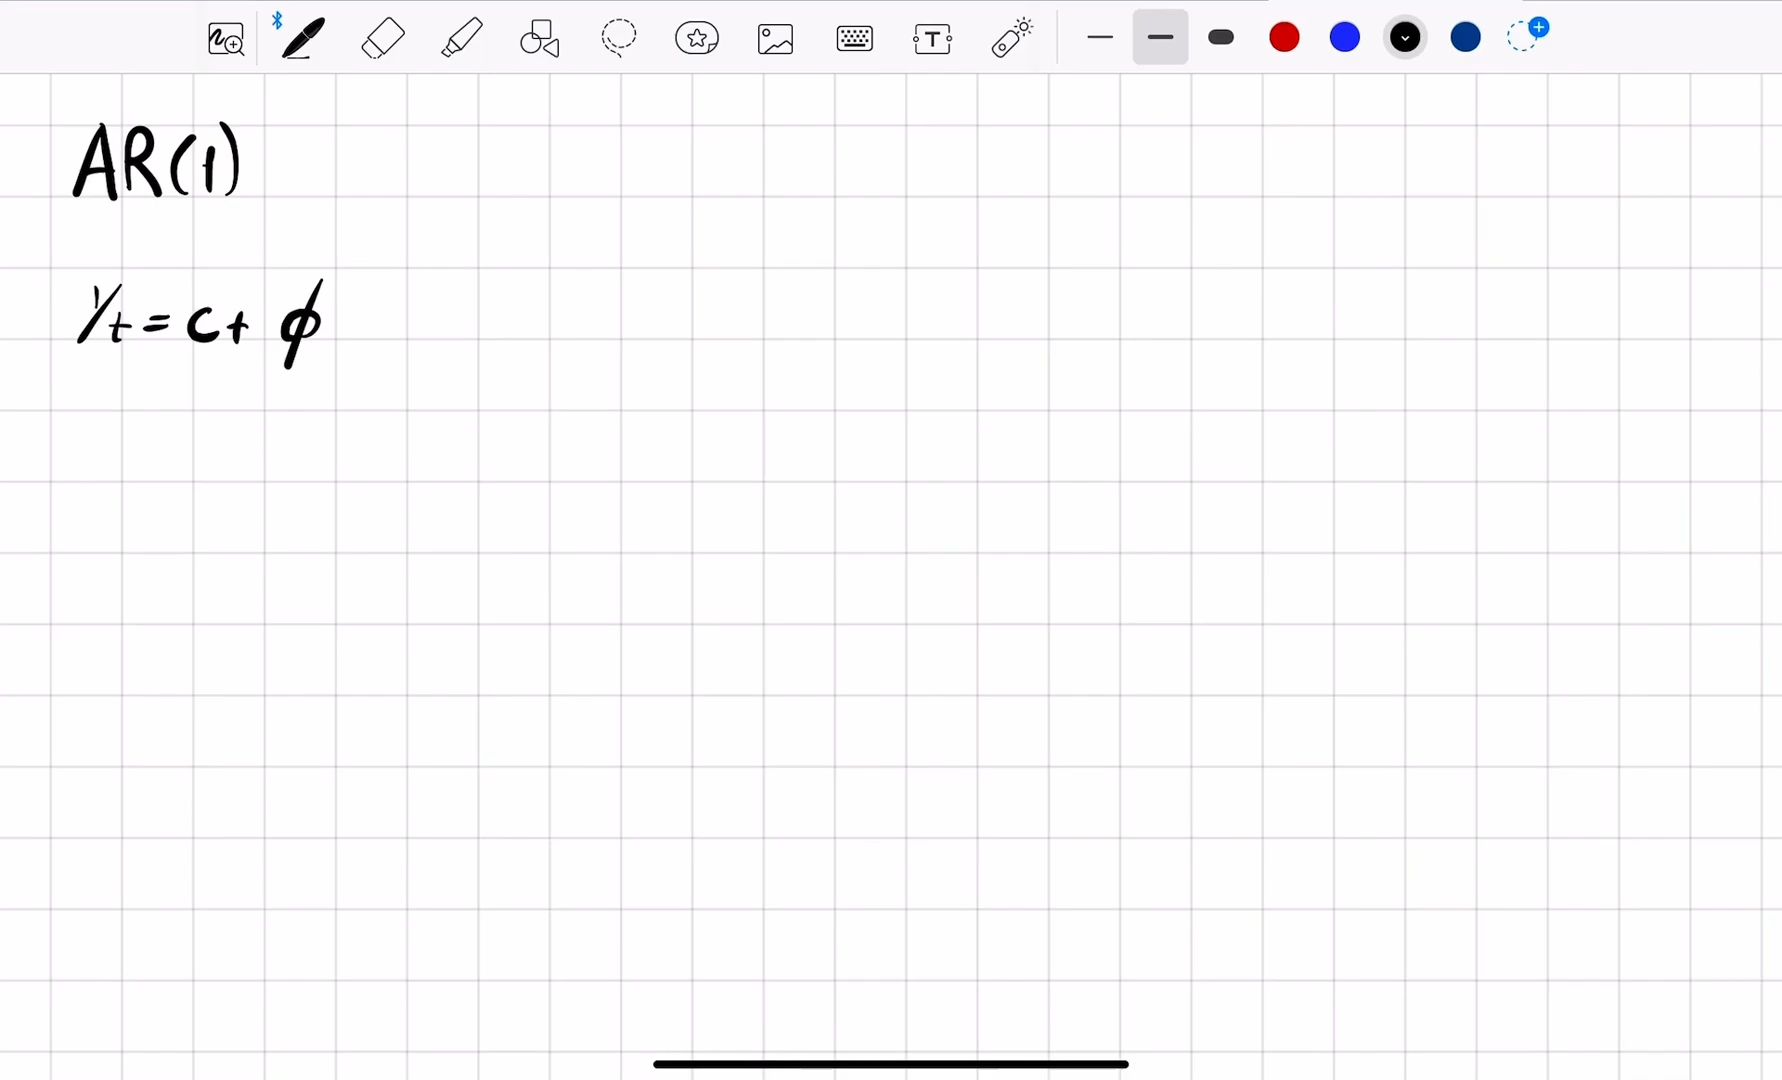 AR(1)
Yt = c + ϕ